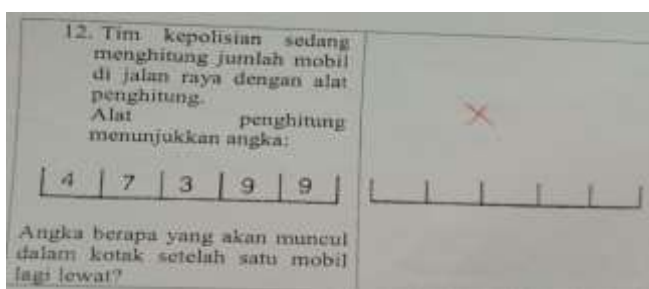 12. Tim kepolisian sedang
menghitung jumlah mobil
di jalan raya dengan alat
penghitung.
Alat penghitung
menunjukkan angka:
4 7 3 9 9
Angka berapa yang akan muncul
dalam kotak setelah satu mobil
lagi lewat?